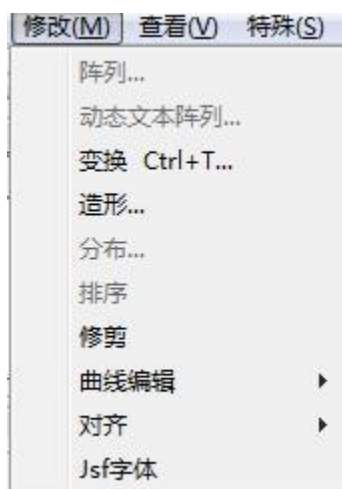 修改(M) 查看(V) 特殊(S)
阵列...
动态文本阵列...
变换 Ctrl+T...
造形...
分布...
排序
修剪
曲线编辑
对齐
Jsf字体